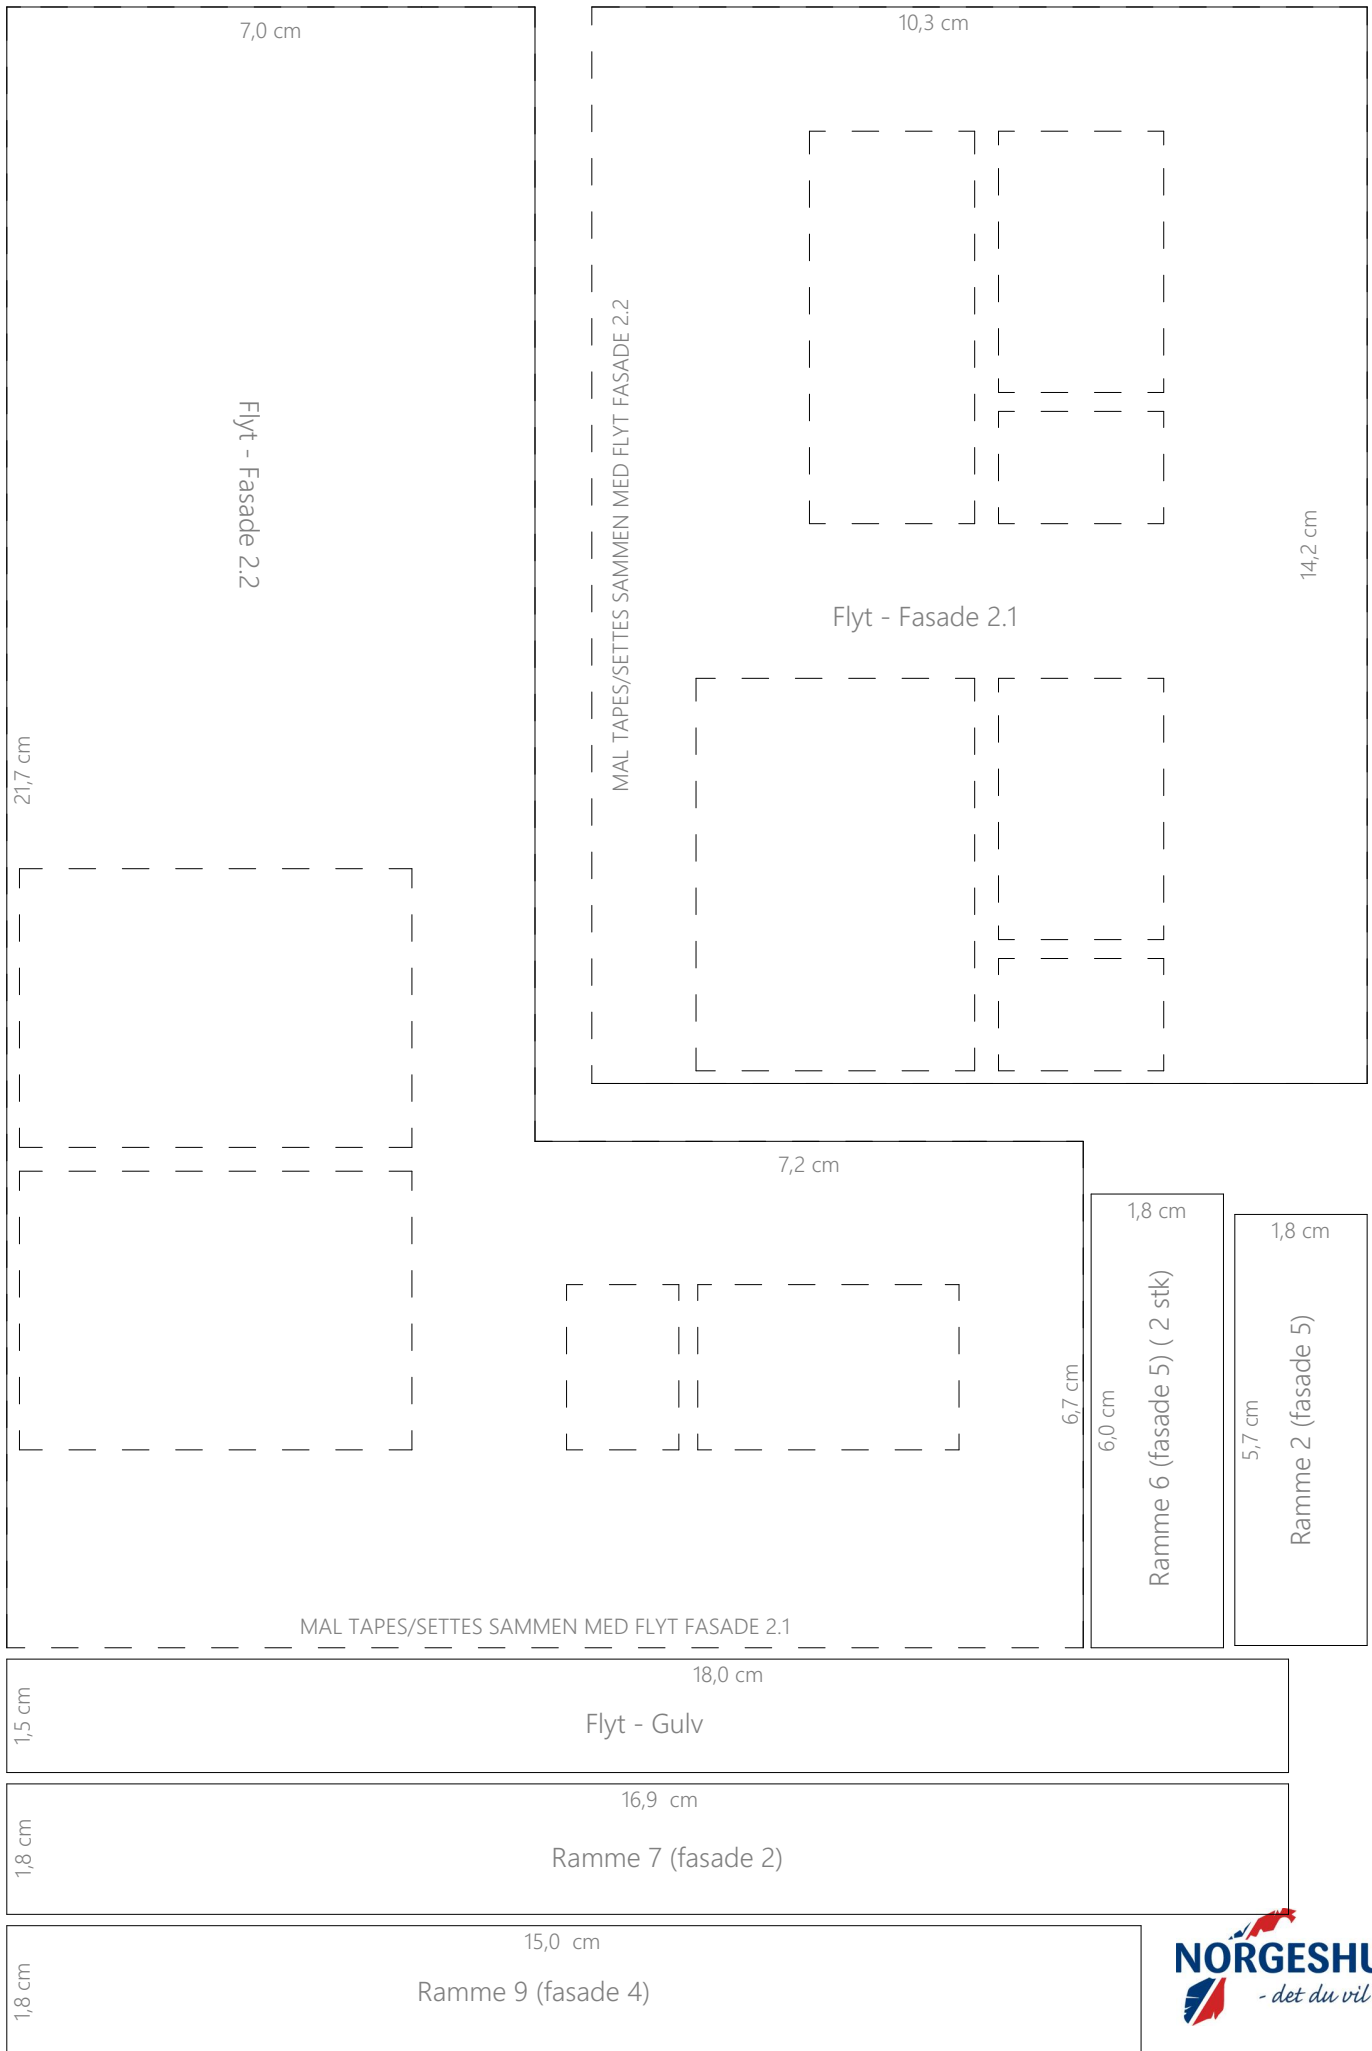 7,0 cm
Flyt - Fasade 2.2
21,7 cm
10,3 cm
MAL TAPES/SETTES SAMMEN MED FLYT FASADE 2.2
14,2 cm
Flyt - Fasade 2.1
7,2 cm
6,7 cm
MAL TAPES/SETTES SAMMEN MED FLYT FASADE 2.1
1,8 cm
6,0 cm
Ramme 6 (fasade 5) ( 2 stk)
1,8 cm
5,7 cm
Ramme 2 (fasade 5)
18,0 cm
1,5 cm
Flyt - Gulv
16,9 cm
1,8 cm
Ramme 7 (fasade 2)
15,0 cm
1,8 cm
Ramme 9 (fasade 4)
NORGESHU
- det du vil